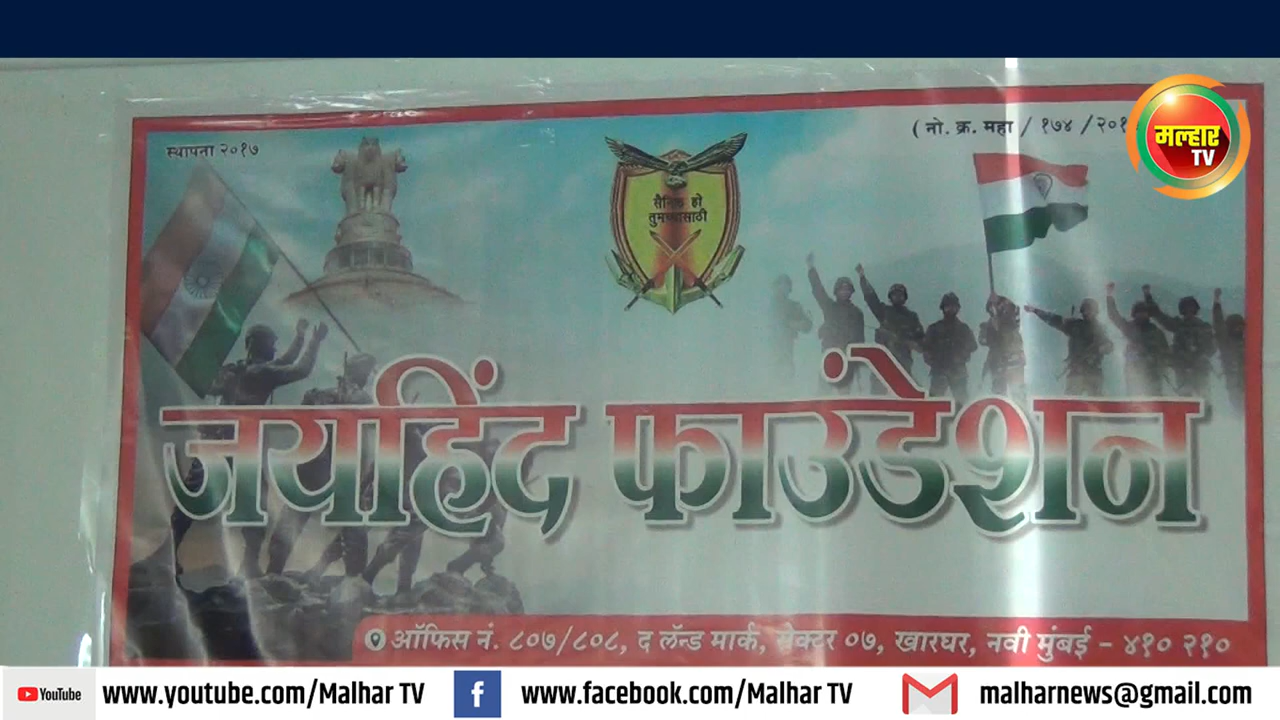 स्थापना २०१७
( नो. क्र. महा / १७४ / २०१
मल्हार
TV
सैनिक हो
तुमच्यासाठी
जयहिंद फाउंडेशन
ऑफिस नं. ८०७/८०८, द लॅन्ड मार्क, सेक्टर ०७, खारघर, नवी मुंबई - ४१० २१०
YouTube www.youtube.com/Malhar TV www.facebook.com/Malhar TV malharnews@gmail.com